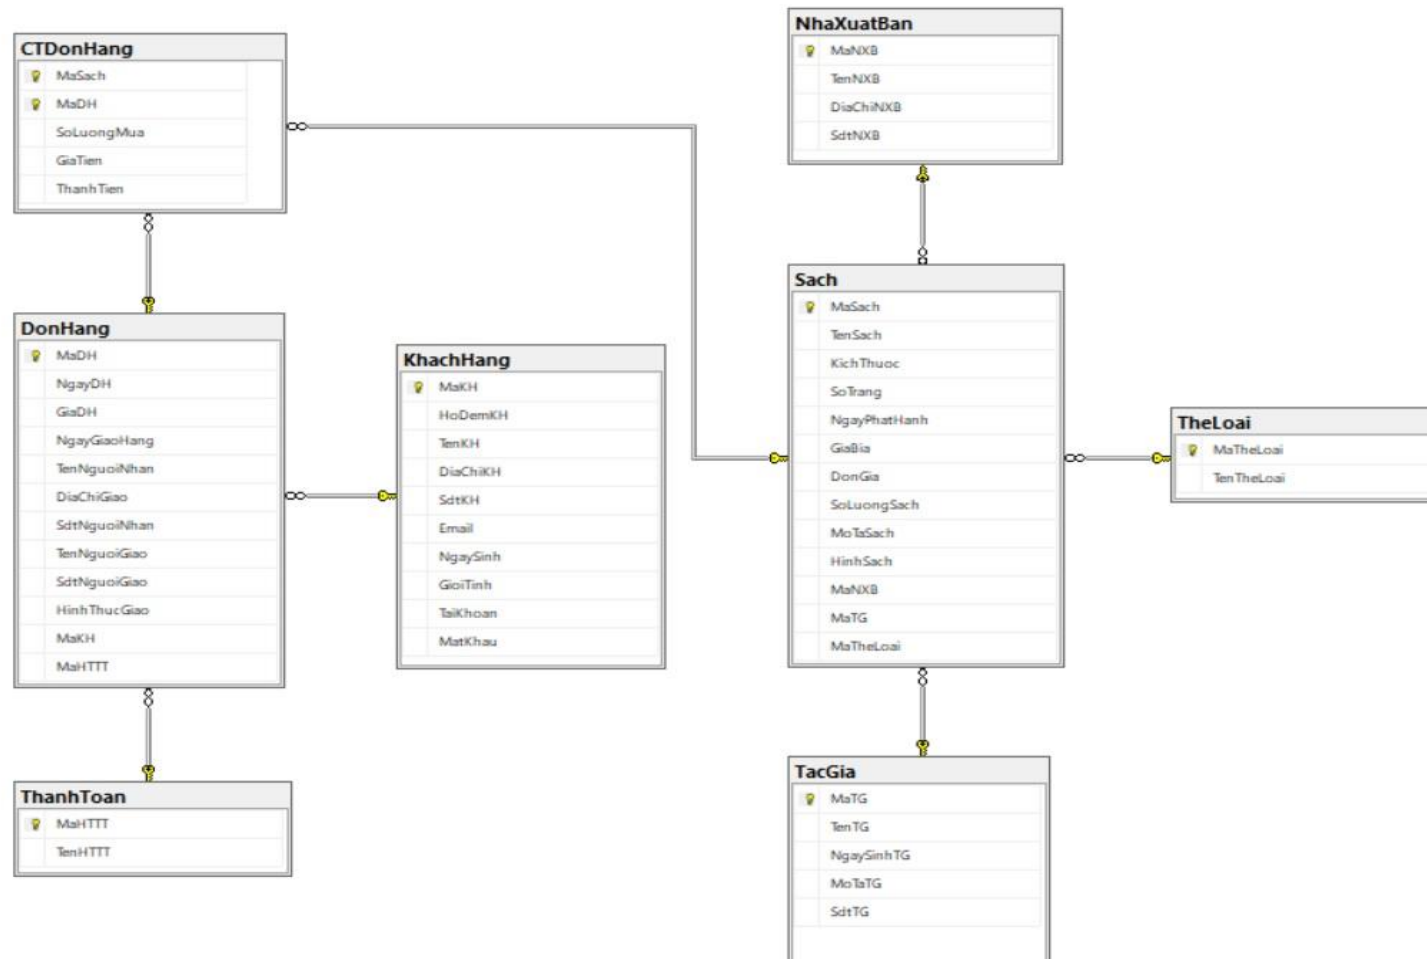 CTDonHang
MaSach
MaDH
SoLuongMua
GiaTien
ThanhTien
NhaXuatBan
MaNXB
TenNXB
DiaChiNXB
SdtNXB
DonHang
MaDH
NgayDH
GiaDH
NgayGiaoHang
TenNguoiNhan
DiaChiGiao
SdtNguoiNhan
TenNguoiGiao
SdtNguoiGiao
HinhThucGiao
MaKH
MaHTTT
KhachHang
MaKH
HoDemKH
TenKH
DiaChiKH
SdtKH
Email
NgaySinh
GioiTinh
TaiKhoan
MatKhau
Sach
MaSach
TenSach
KichThuoc
SoTrang
NgayPhatHanh
GiaBia
DonGia
SoLuongSach
MoTaSach
HinhSach
MaNXB
MaTG
MaTheLoai
TheLoai
MaTheLoai
TenTheLoai
ThanhToan
MaHTTT
TenHTTT
TacGia
MaTG
TenTG
NgaySinhTG
MoTaTG
SdtTG